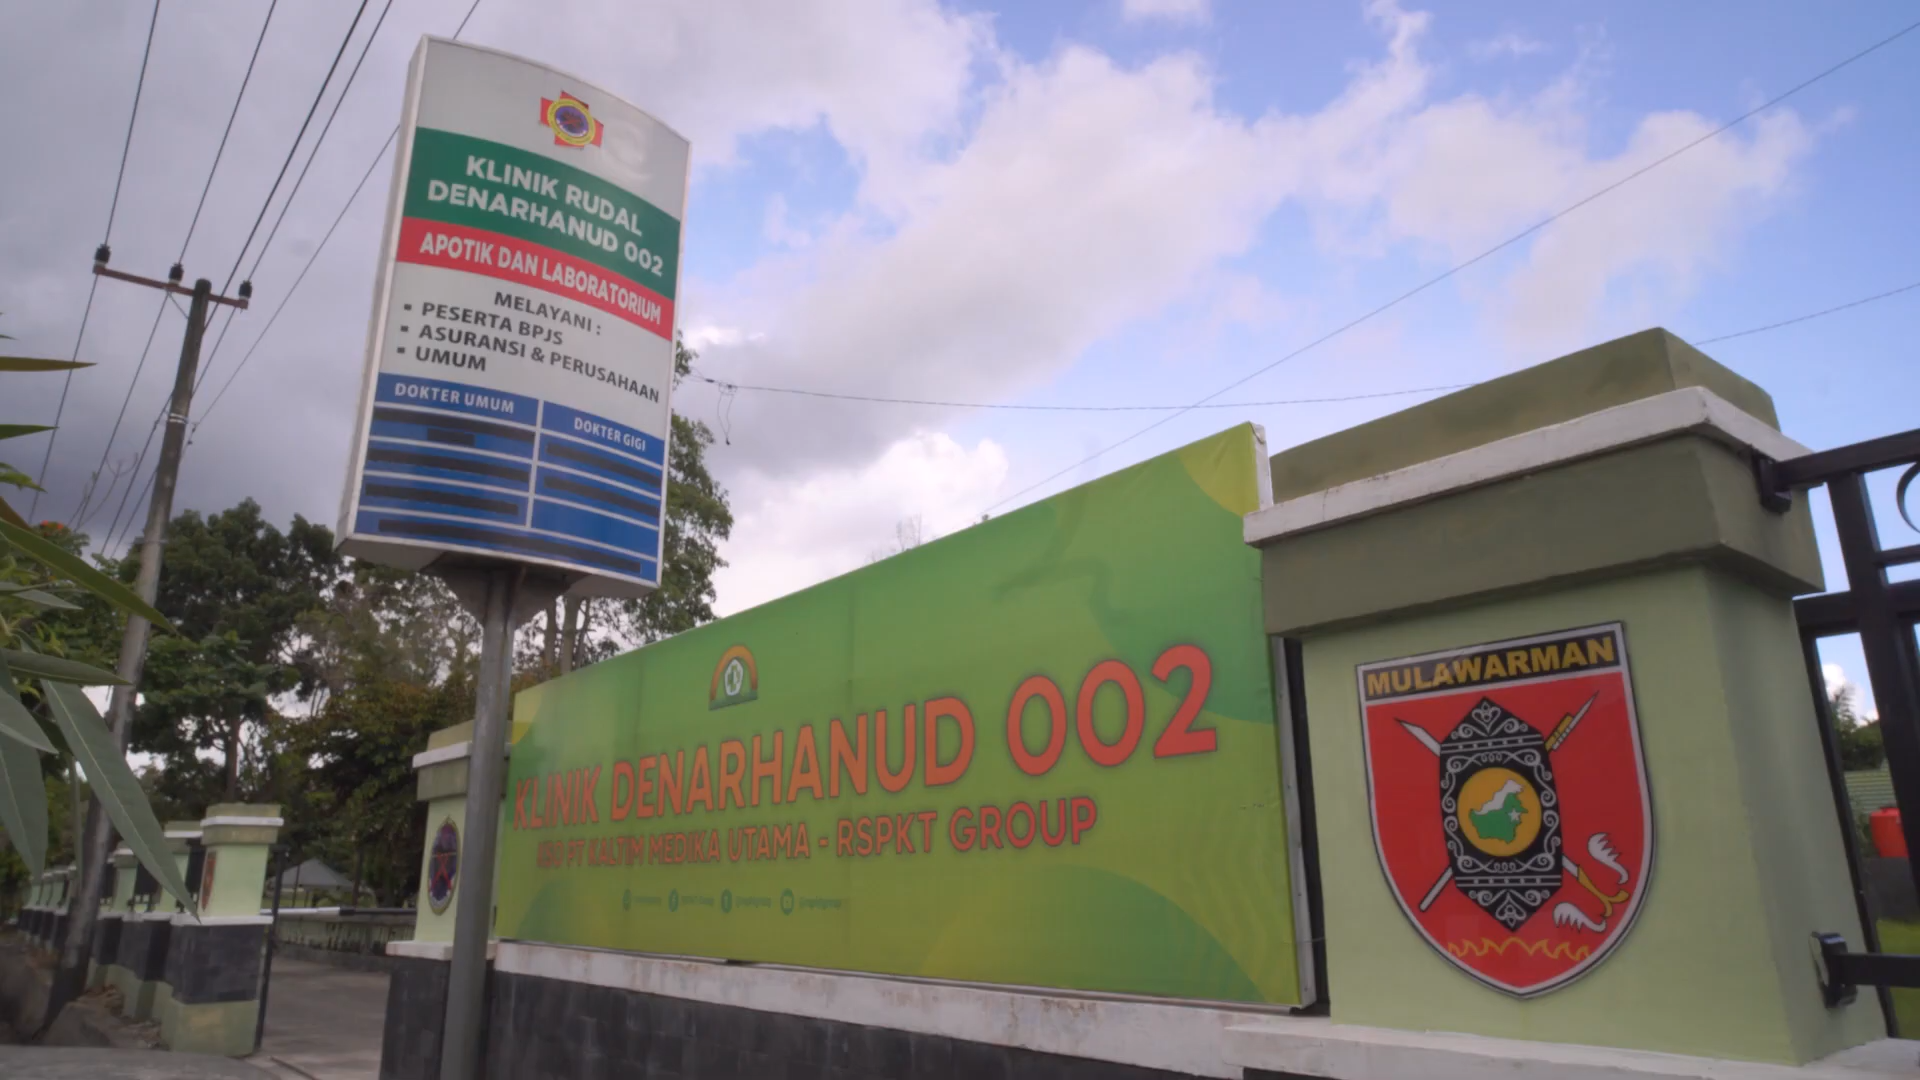 KLINIK RUDAL
DENARHANUD 002
APOTIK DAN LABORATORIUM
MELAYANI :
▪ PESERTA BPJS
▪ ASURANSI & PERUSAHAAN
▪ UMUM
DOKTER UMUM
DOKTER GIGI
KLINIK DENARHANUD 002
PT KALTIM MEDIKA UTAMA - RSPKT GROUP
MULAWARMAN